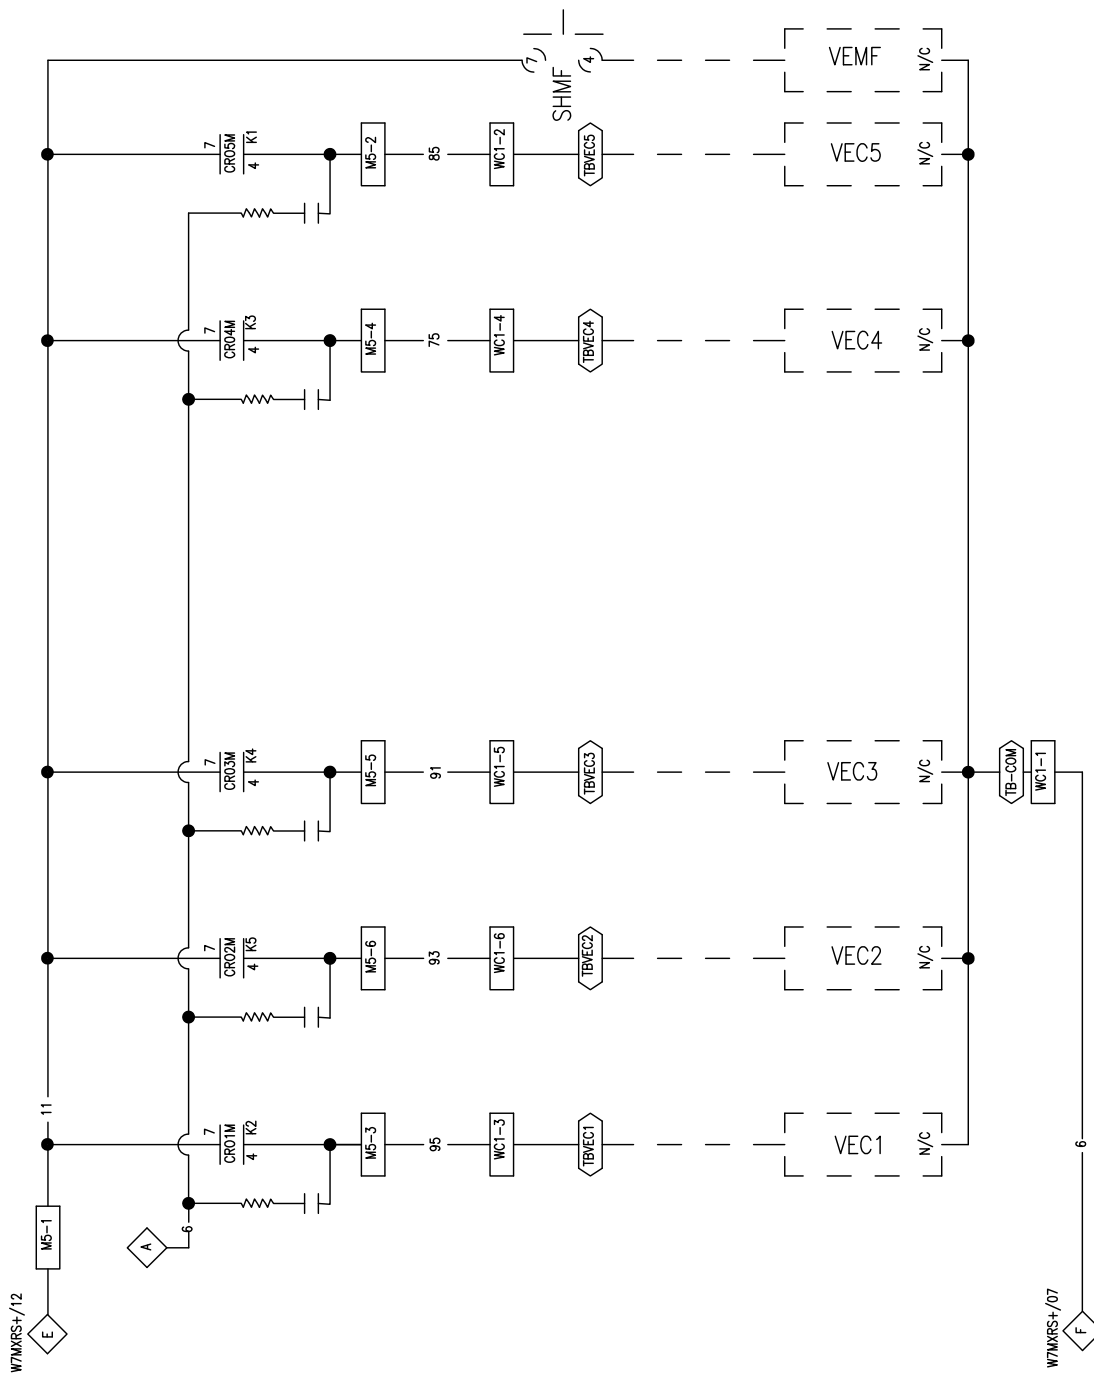 7
SHMF
4
VEMF
N/C
7
CR05M
4
K1
M5-2
85
WC1-2
TBVEC5
VEC5
N/C
7
CR04M
4
K3
M5-4
75
WC1-4
TBVEC4
VEC4
N/C
7
CR03M
4
K4
M5-5
91
WC1-5
TBVEC3
VEC3
N/C
TB-COM
WC1-1
7
CR02M
4
K5
M5-6
93
WC1-6
TBVEC2
VEC2
N/C
11
7
CR01M
4
K2
M5-3
95
WC1-3
TBVEC1
VEC1
N/C
6
M5-1
6
A
W7MXRS+/12
E
W7MXRS+/07
F